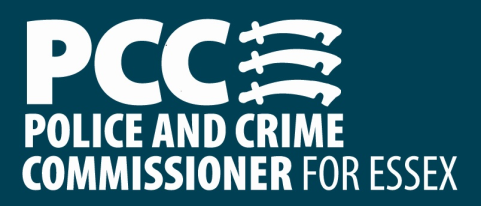 PCC
POLICE AND CRIME
COMMISSIONER FOR ESSEX